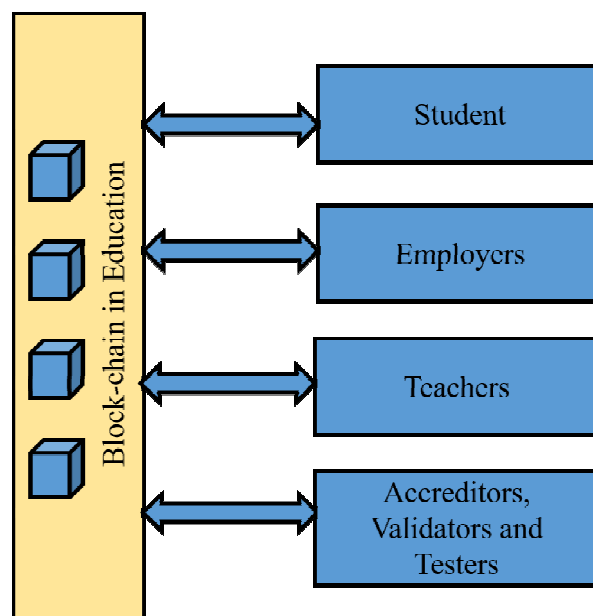 Block-chain in Education
Student
Employers
Teachers
Accreditors,
Validators and
Testers